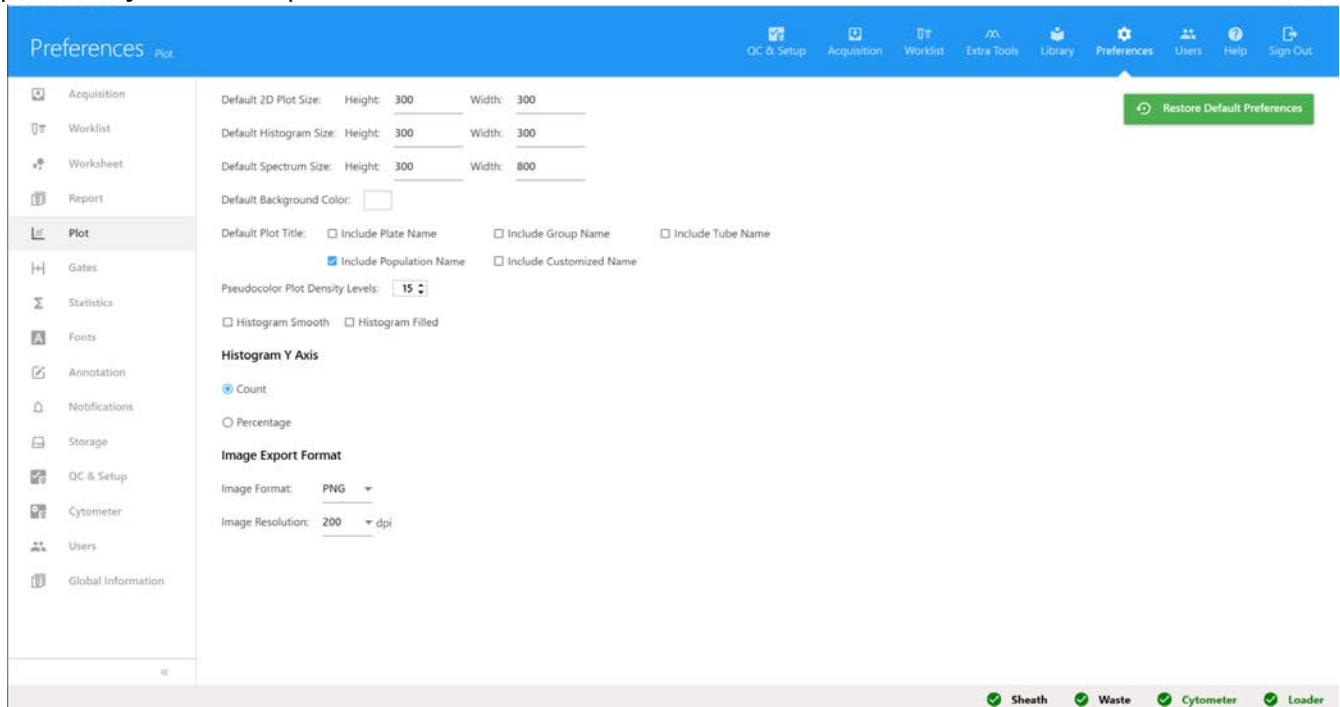 Preferences Plot
QC & Setup Acquisition Worklist Extra Tools Library Preferences Users Help Sign Out
Restore Default Preferences
Acquisition
Worklist
Worksheet
Report
Plot
Gates
Statistics
Fonts
Annotation
Notifications
Storage
QC & Setup
Cytometer
Users
Global Information
Default 2D Plot Size: Height: 300 Width: 300
Default Histogram Size: Height: 300 Width: 300
Default Spectrum Size: Height: 300 Width: 800
Default Background Color:
Default Plot Title: Include Plate Name Include Group Name Include Tube Name
Include Population Name Include Customized Name
Pseudocolor Plot Density Levels: 15
Histogram Smooth Histogram Filled
Histogram Y Axis
Count
Percentage
Image Export Format
Image Format: PNG
Image Resolution: 200 dpi
Sheath Waste Cytometer Loader